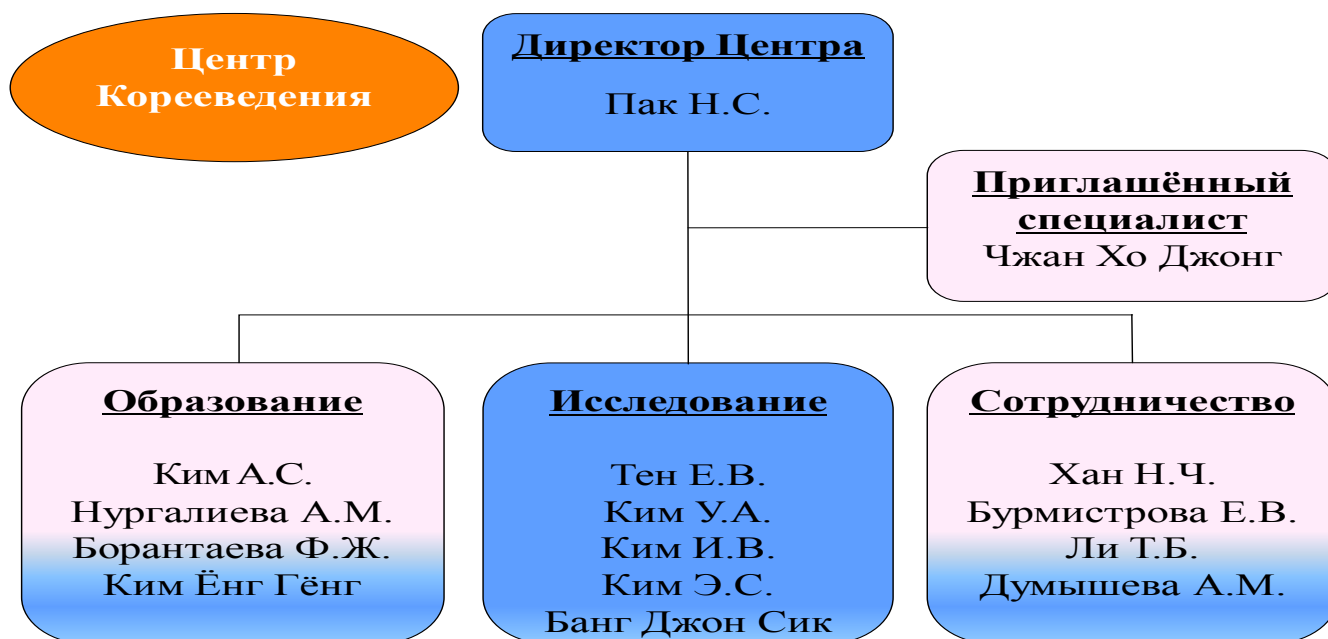 Центр
Корееведения
Директор Центра
Пак Н.С.
Приглашённый
специалист
Чжан Хо Джонг
Образование
Ким А.С.
Нургалиева А.М.
Борантаева Ф.Ж.
Ким Ёнг Гёнг
Исследование
Тен Е.В.
Ким У.А.
Ким И.В.
Ким Э.С.
Банг Джон Сик
Сотрудничество
Хан Н.Ч.
Бурмистрова Е.В.
Ли Т.Б.
Думышева А.М.